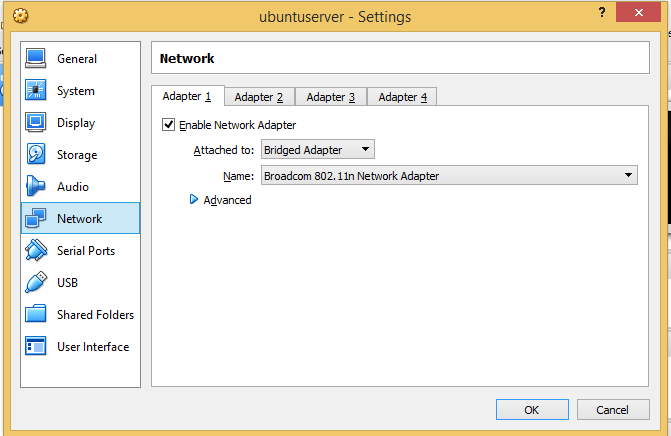 ubuntuserver - Settings
?
General
System
Display
Storage
Audio
Network
Serial Ports
USB
Shared Folders
User Interface
Network
Adapter 1 Adapter 2 Adapter 3 Adapter 4
Enable Network Adapter
Attached to: Bridged Adapter
Name: Broadcom 802.11n Network Adapter
Advanced
OK Cancel